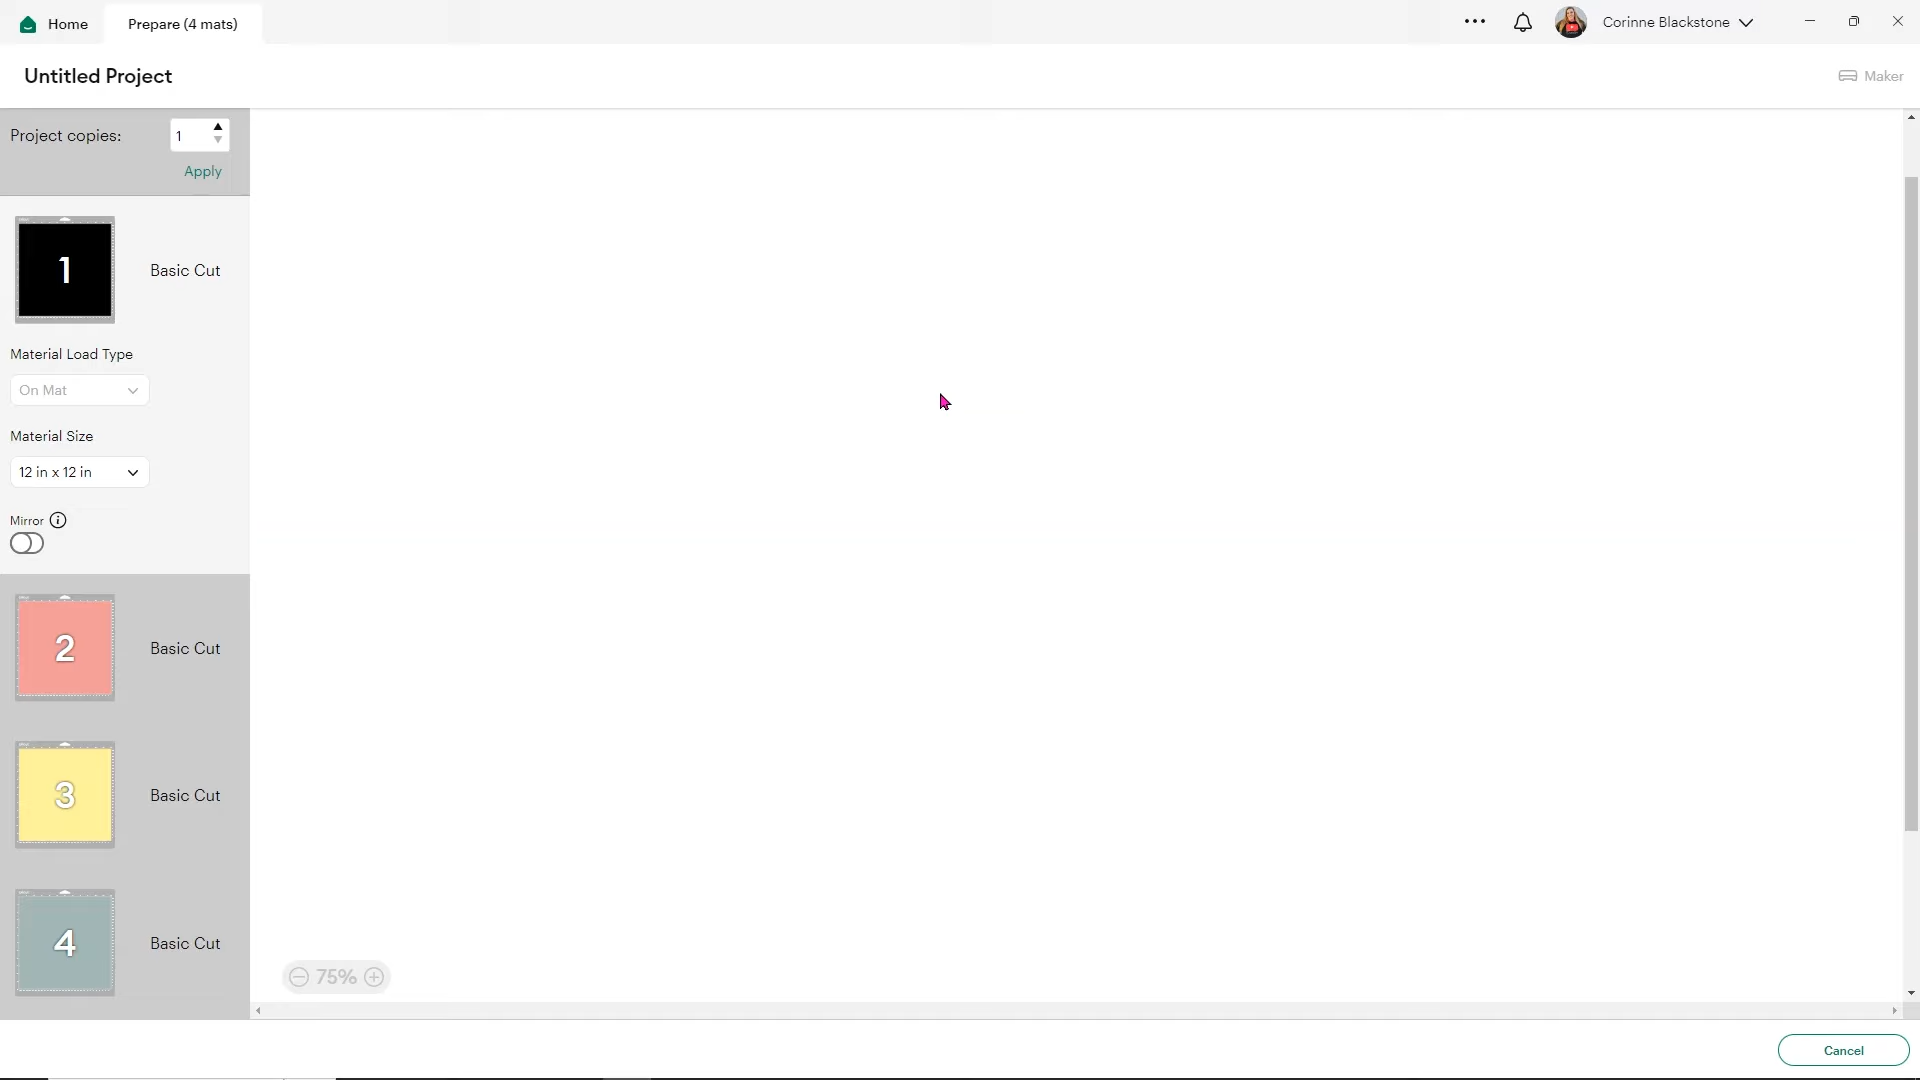 Home
Prepare (4 mats)
Corinne Blackstone
Untitled Project
Maker
Project copies:
1
Apply
1
Basic Cut
Material Load Type
On Mat
Material Size
12 in x 12 in
Mirror
2
Basic Cut
3
Basic Cut
4
Basic Cut
75%
Cancel